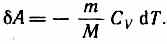 δA = − m/M C_V dT.